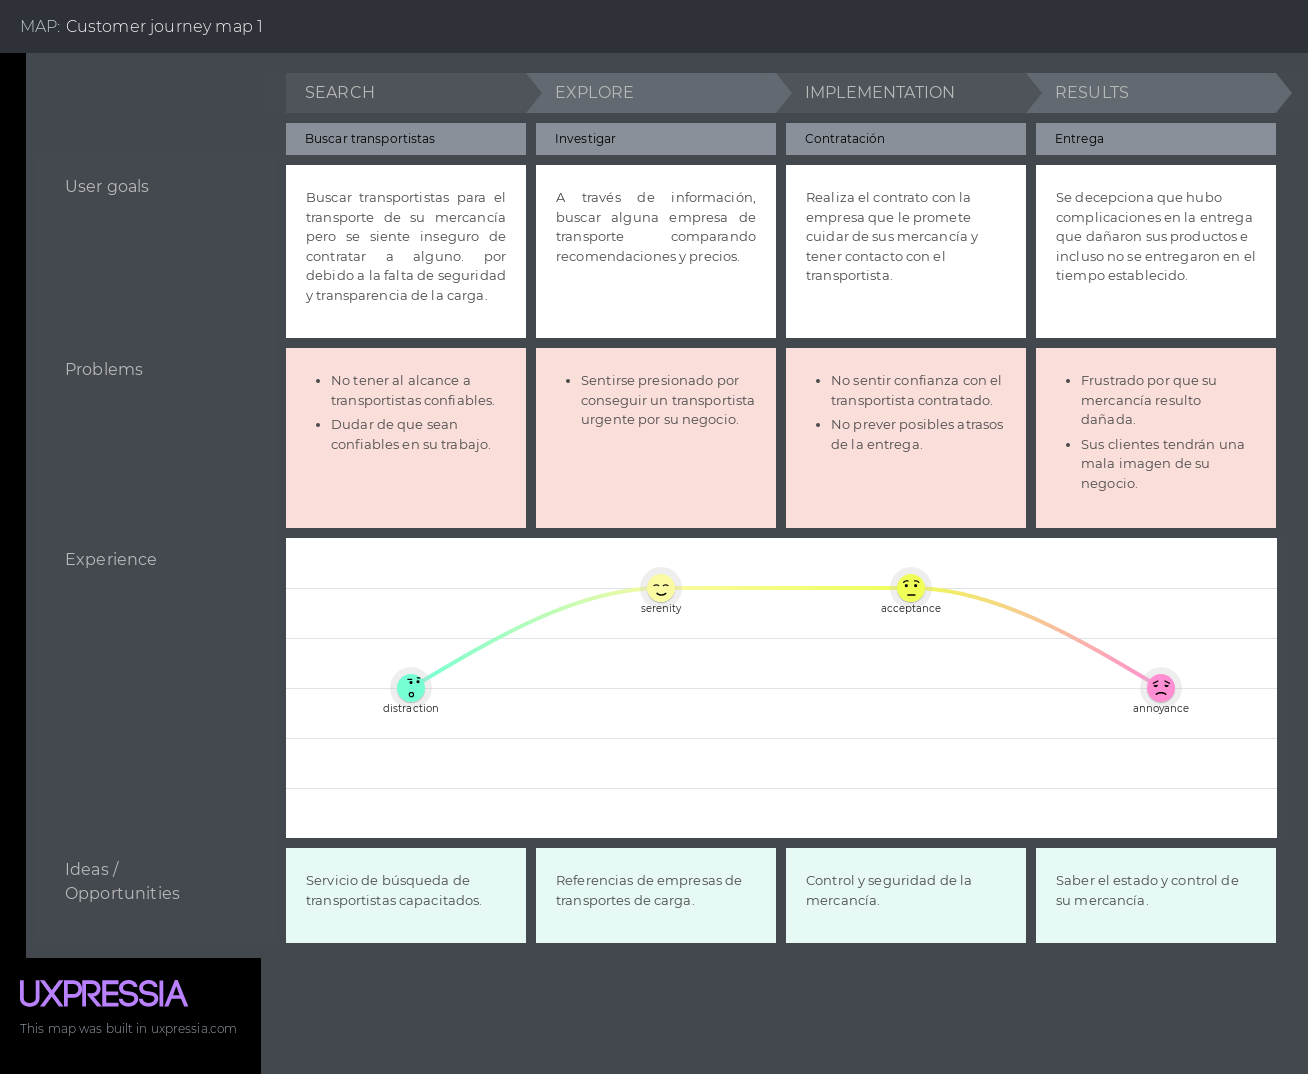 MAP: Customer journey map 1
SEARCH
EXPLORE
IMPLEMENTATION
RESULTS
Buscar transportistas
Investigar
Contratación
Entrega
User goals
Buscar transportistas para el
transporte de su mercancía
pero se siente inseguro de
contratar a alguno. por
debido a la falta de seguridad
y transparencia de la carga.
A través de información,
buscar alguna empresa de
transporte comparando
recomendaciones y precios.
Realiza el contrato con la
empresa que le promete
cuidar de sus mercancía y
tener contacto con el
transportista.
Se decepciona que hubo
complicaciones en la entrega
que dañaron sus productos e
incluso no se entregaron en el
tiempo establecido.
Problems
• No tener al alcance a
transportistas confiables.
• Dudar de que sean
confiables en su trabajo.
• Sentirse presionado por
conseguir un transportista
urgente por su negocio.
• No sentir confianza con el
transportista contratado.
• No prever posibles atrasos
de la entrega.
• Frustrado por que su
mercancía resulto
dañada.
• Sus clientes tendrán una
mala imagen de su
negocio.
Experience
serenity
acceptance
distraction
annoyance
Ideas /
Opportunities
Servicio de búsqueda de
transportistas capacitados.
Referencias de empresas de
transportes de carga.
Control y seguridad de la
mercancía.
Saber el estado y control de
su mercancía.
UXPRESSIA
This map was built in uxpressia.com